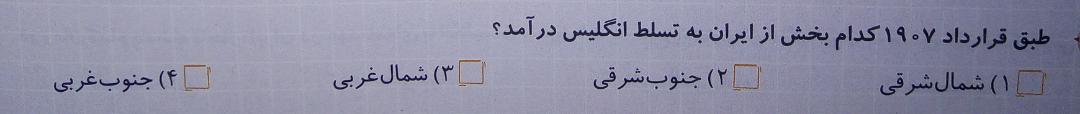 طبق قرارداد ۱۹۰۷ کدام بخش از ایران به تسلط انگلیس درآمد؟
۱) شمال‌شرقی ۲) جنوب‌شرقی ۳) شمال‌غربی ۴) جنوب‌غربی